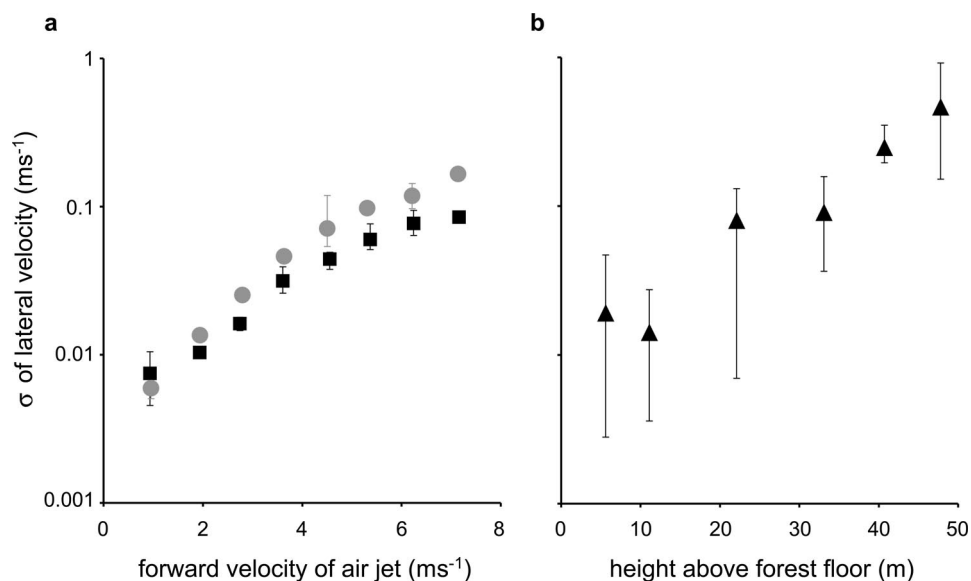 a
b
σ of lateral velocity (ms⁻¹)
1
0.1
0.01
0.001
0 2 4 6 8
0 10 20 30 40 50
forward velocity of air jet (ms⁻¹)
height above forest floor (m)